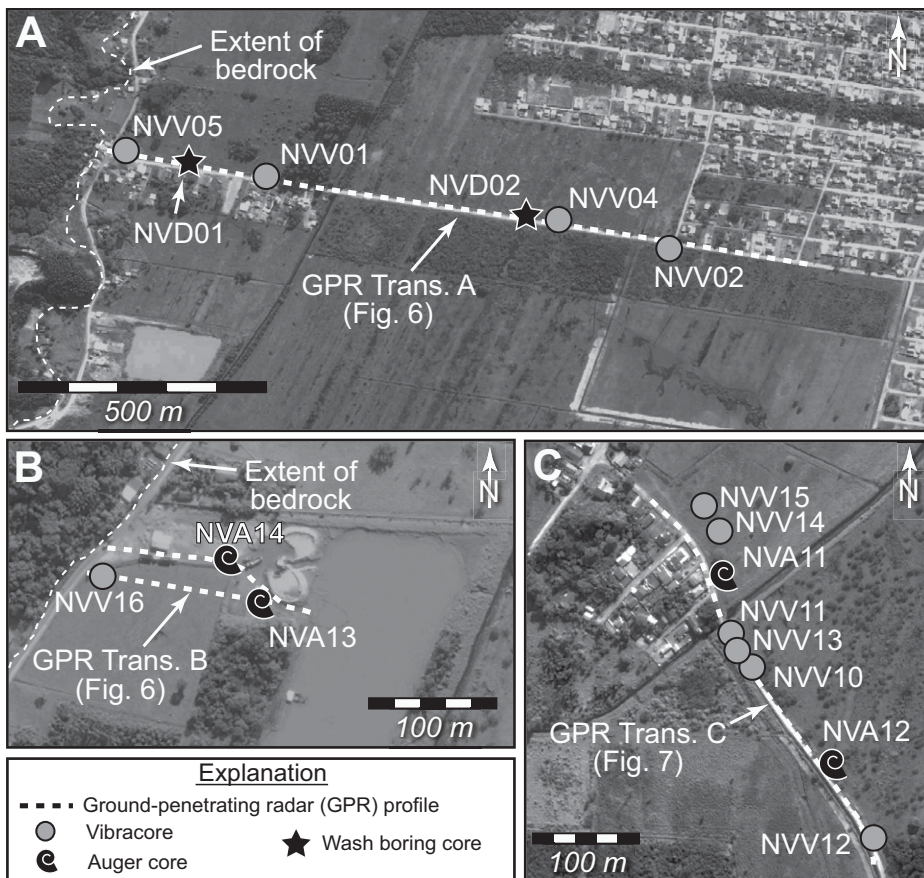 A
Extent of
bedrock
N
NVV05
NVV01
NVD01
NVD02
NVV04
NVV02
GPR Trans. A
(Fig. 6)
500 m
B
Extent of
bedrock
N
NVA14
NVV16
NVA13
GPR Trans. B
(Fig. 6)
100 m
C
N
NVV15
NVV14
NVA11
NVV11
NVV13
NVV10
GPR Trans. C
(Fig. 7)
NVA12
NVV12
100 m
Explanation
Ground-penetrating radar (GPR) profile
Vibracore
Wash boring core
Auger core